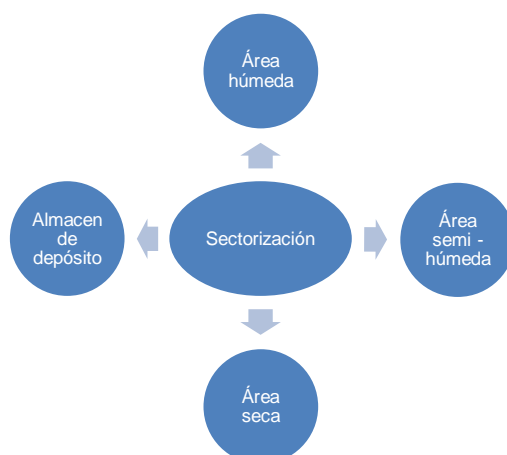 Área
húmeda
Almacen
de
depósito
Sectorización
Área
semi -
húmeda
Área
seca